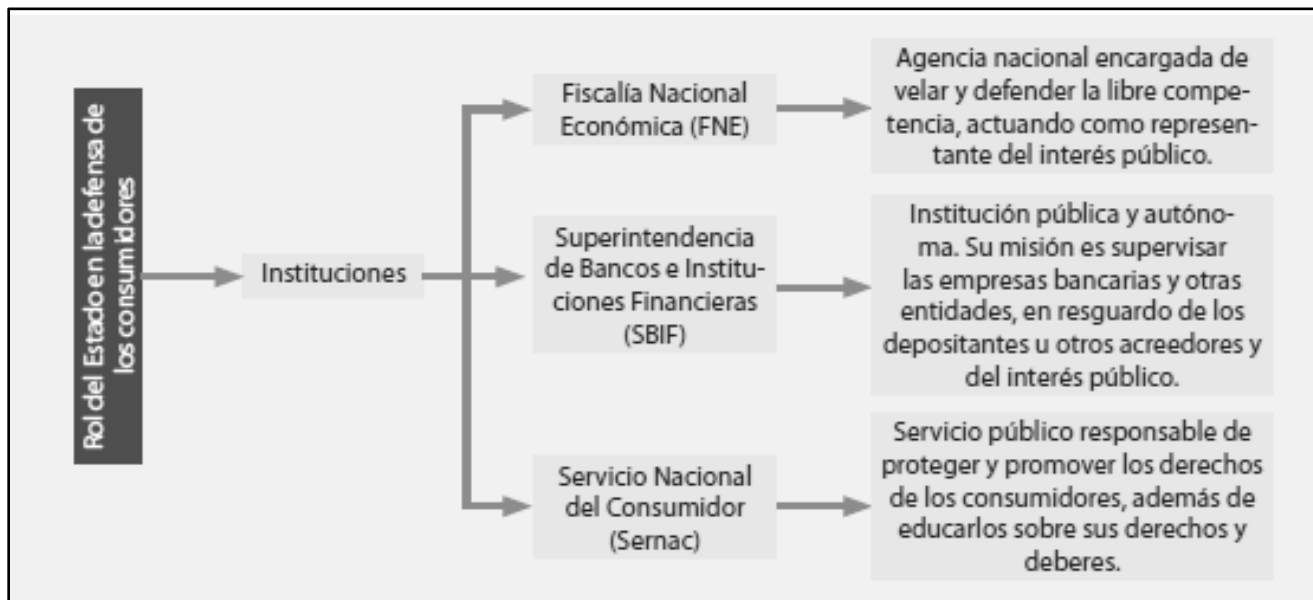 Rol del Estado en la defensa de
los consumidores
Instituciones
Fiscalía Nacional
Económica (FNE)
Agencia nacional encargada de
velar y defender la libre compe-
tencia, actuando como represen-
tante del interés público.
Superintendencia
de Bancos e Institu-
ciones Financieras
(SBIF)
Institución pública y autóno-
ma. Su misión es supervisar
las empresas bancarias y otras
entidades, en resguardo de los
depositantes u otros acreedores y
del interés público.
Servicio Nacional
del Consumidor
(Sernac)
Servicio público responsable de
proteger y promover los derechos
de los consumidores, además de
educarlos sobre sus derechos y
deberes.